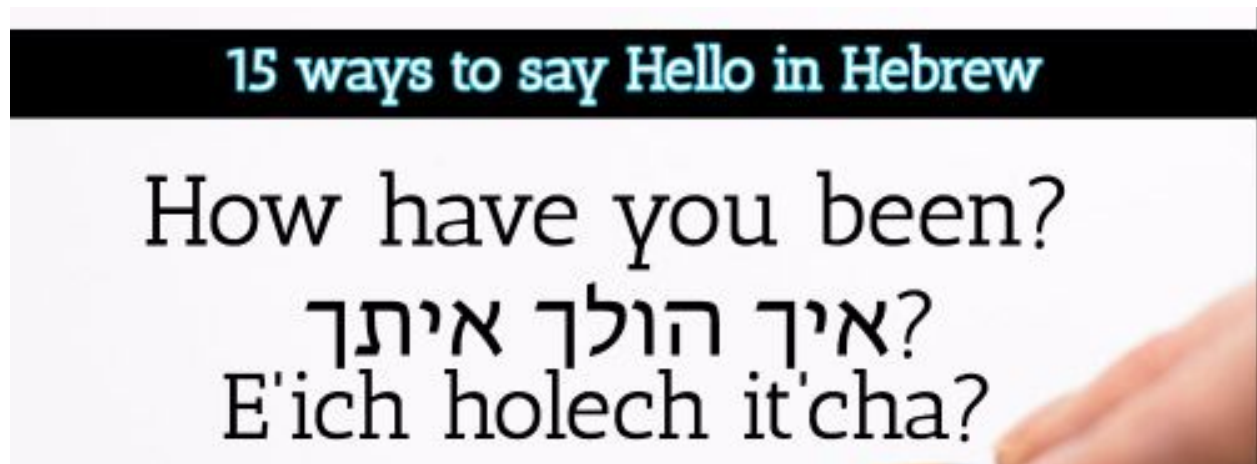 15 ways to say Hello in Hebrew
How have you been?
איך הולך איתך?
E'ich holech it'cha?